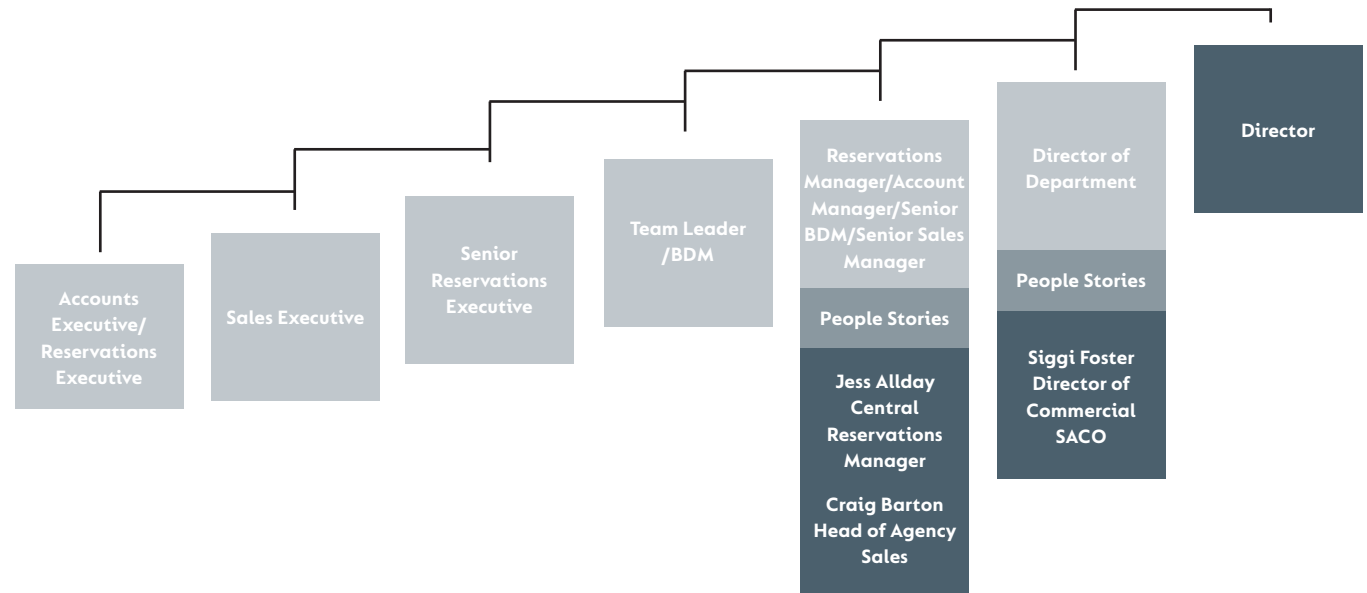 Accounts
Executive/
Reservations
Executive
Sales Executive
Senior
Reservations
Executive
Team Leader
/BDM
Reservations
Manager/Account
Manager/Senior
BDM/Senior Sales
Manager
People Stories
Jess Allday
Central
Reservations
Manager
Craig Barton
Head of Agency
Sales
Director of
Department
People Stories
Siggi Foster
Director of
Commercial
SACO
Director